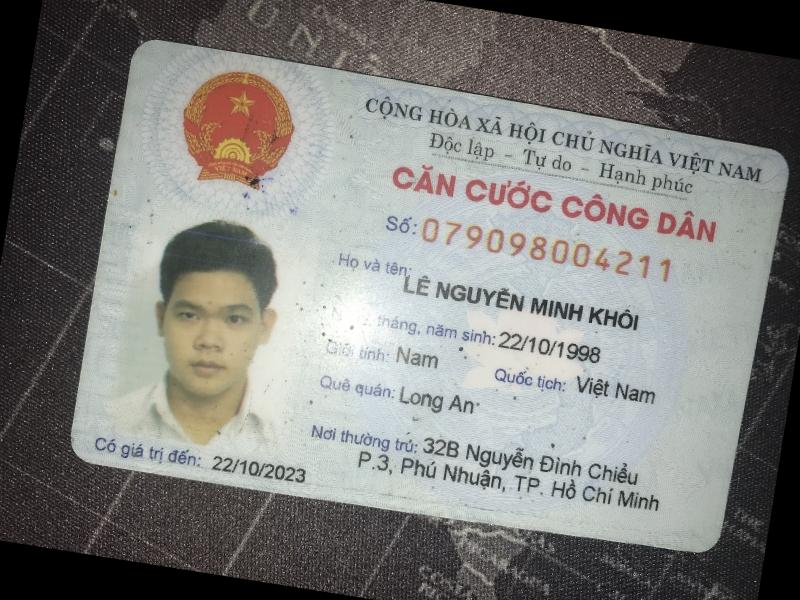 CỘNG HÒA XÃ HỘI CHỦ NGHĨA VIỆT NAM
Độc lập - Tự do - Hạnh phúc
CĂN CƯỚC CÔNG DÂN
Số: 079098004211
Họ và tên:
LÊ NGUYỄN MINH KHÔI
tháng, năm sinh: 22/10/1998
Giới tính: Nam Quốc tịch: Việt Nam
Quê quán: Long An
Nơi thường trú: 32B Nguyễn Đình Chiểu
P.3, Phú Nhuận, TP. Hồ Chí Minh
Có giá trị đến: 22/10/2023